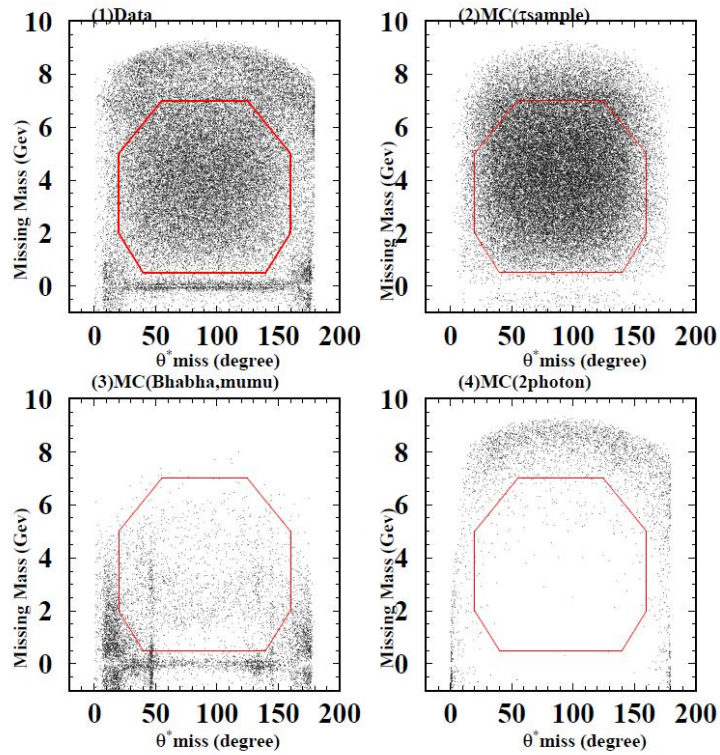 (1)Data
10
8
6
4
2
0
Missing Mass (Gev)
0 50 100 150 200
θ*miss (degree)
(2)MC(τsample)
10
8
6
4
2
0
Missing Mass (Gev)
0 50 100 150 200
θ*miss (degree)
(3)MC(Bhabha,mumu)
10
8
6
4
2
0
Missing Mass (Gev)
0 50 100 150 200
θ*miss (degree)
(4)MC(2photon)
10
8
6
4
2
0
Missing Mass (Gev)
0 50 100 150 200
θ*miss (degree)